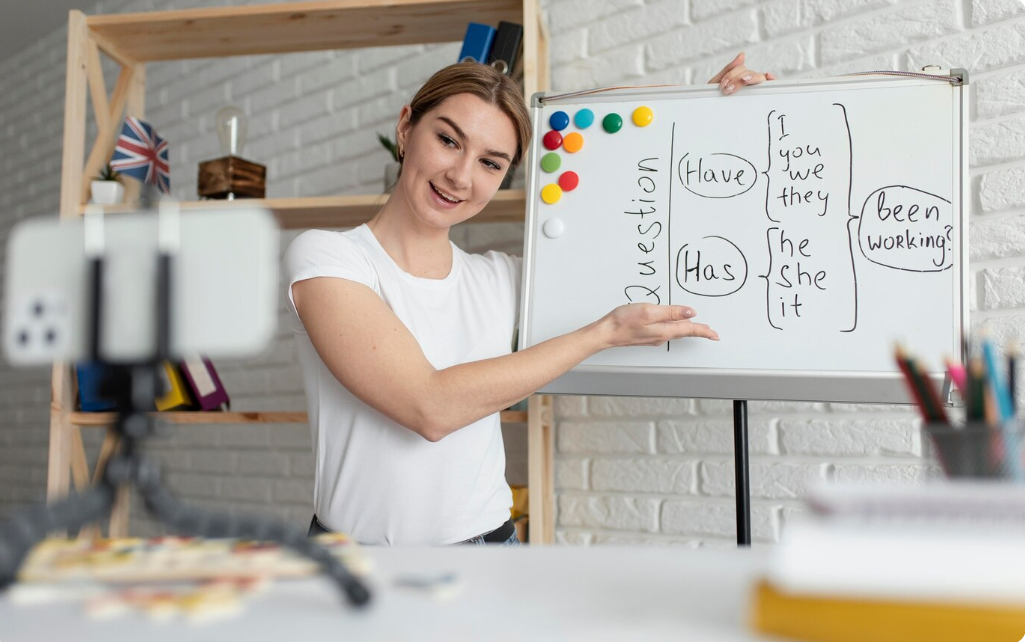 Question
Have
I
you
we
they
Has
he
She
it
Been
working?